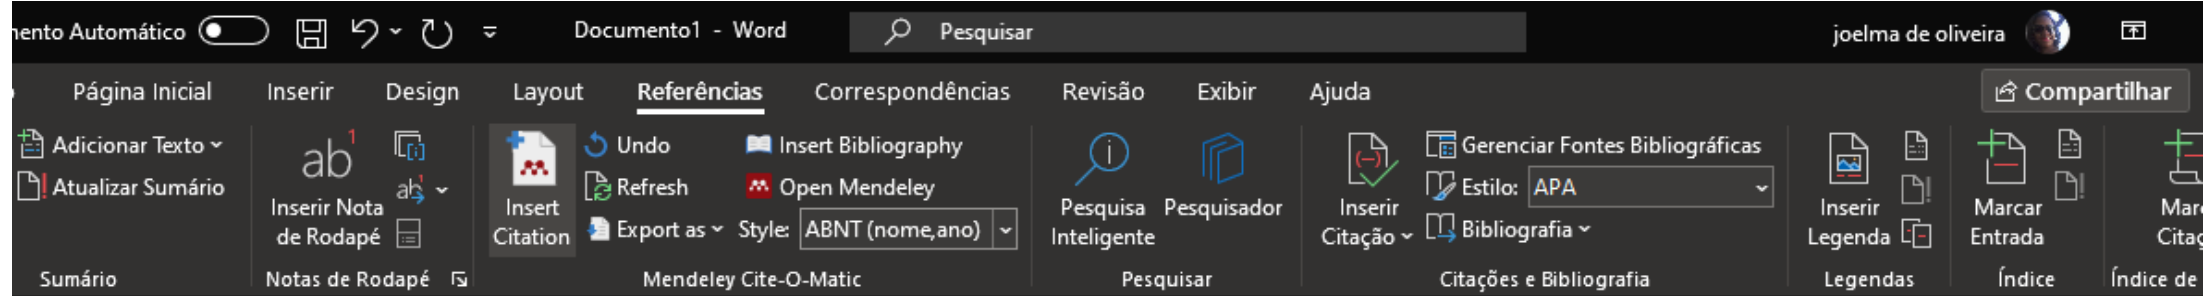 Automático
Documento1 - Word
Pesquisar
joelma de oliveira
Página Inicial Inserir Design Layout Referências Correspondências Revisão Exibir Ajuda Compartilhar
Adicionar Texto
Atualizar Sumário
Sumário
ab1
Inserir Nota
de Rodapé
ab
Notas de Rodapé
Insert
Citation
Undo
Refresh
Export as
Insert Bibliography
Open Mendeley
Style: ABNT (nome,ano)
Mendeley Cite-O-Matic
Pesquisa
Inteligente
Pesquisador
Pesquisar
Inserir
Citação
Gerenciar Fontes Bibliográficas
Estilo: APA
Bibliografia
Citações e Bibliografia
Inserir
Legenda
Legendas
Marcar
Entrada
Índice
Índice de